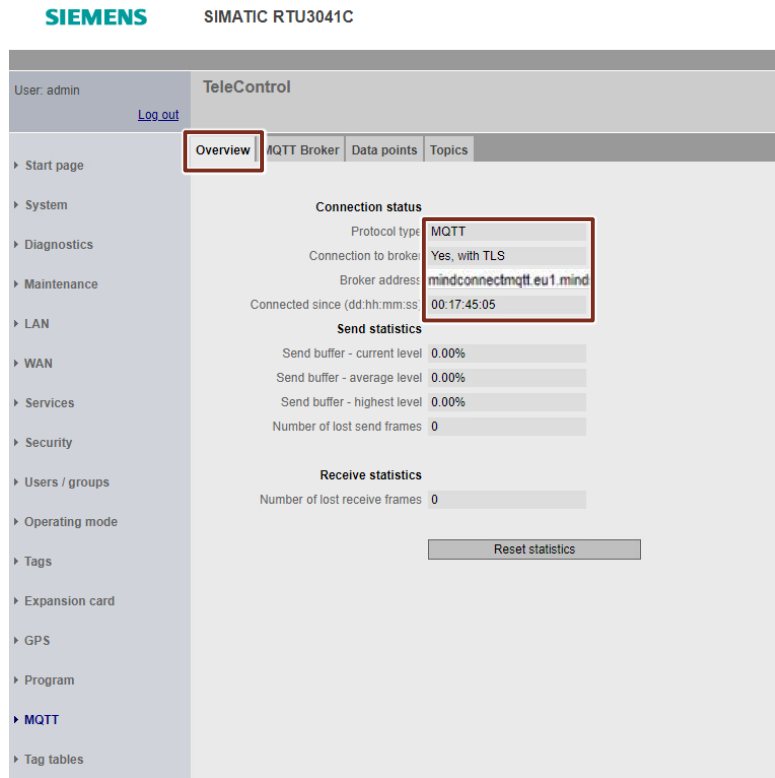 SIEMENS SIMATIC RTU3041C
User: admin
Log out
TeleControl
Overview MQTT Broker Data points Topics
Start page
System
Diagnostics
Maintenance
LAN
WAN
Services
Security
Users / groups
Operating mode
Tags
Expansion card
GPS
Program
MQTT
Tag tables
Connection status
Protocol type MQTT
Connection to broker Yes, with TLS
Broker address mindconnectmqtt.eu1.mind
Connected since (dd:hh:mm:ss) 00:17:45:05
Send statistics
Send buffer - current level 0.00%
Send buffer - average level 0.00%
Send buffer - highest level 0.00%
Number of lost send frames 0
Receive statistics
Number of lost receive frames 0
Reset statistics